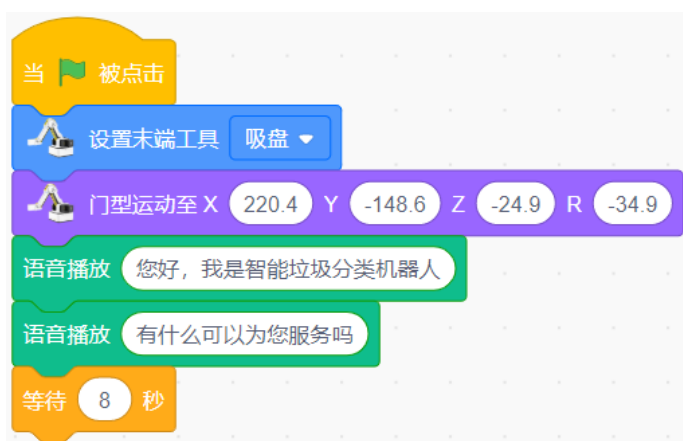 当 被点击
设置末端工具 吸盘
门型运动至 X 220.4 Y -148.6 Z -24.9 R -34.9
语音播放 您好，我是智能垃圾分类机器人
语音播放 有什么可以为您服务吗
等待 8 秒